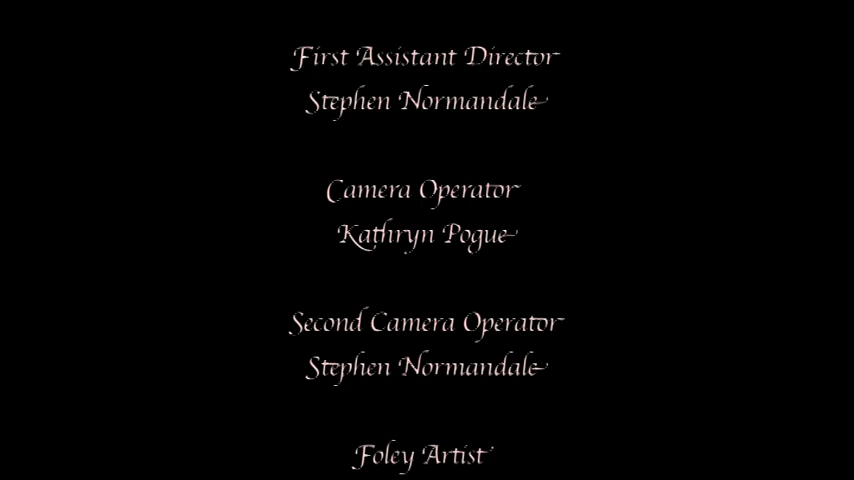 First Assistant Director
Stephen Normandale
Camera Operator
Kathryn Pogue
Second Camera Operator
Stephen Normandale
Foley Artist